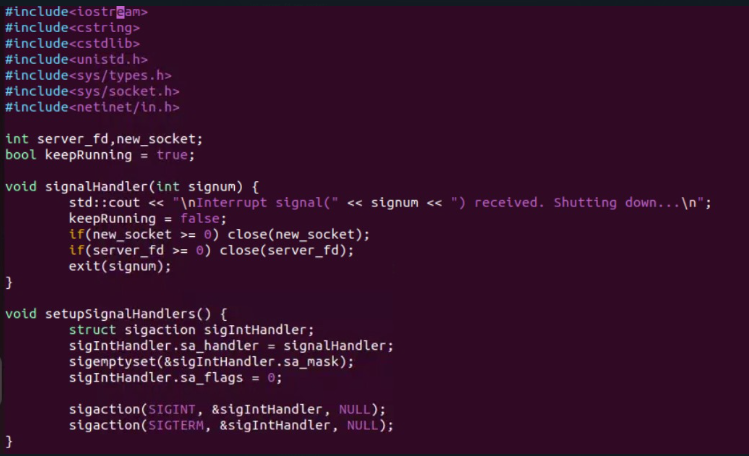 #include<iostream>
#include<cstring>
#include<cstdlib>
#include<unistd.h>
#include<sys/types.h>
#include<sys/socket.h>
#include<netinet/in.h>
int server_fd,new_socket;
bool keepRunning = true;
void signalHandler(int signum) {
        std::cout << "\nInterrupt signal(" << signum << ") received. Shutting down...\n";
        keepRunning = false;
        if(new_socket >= 0) close(new_socket);
        if(server_fd >= 0) close(server_fd);
        exit(signum);
}
void setupSignalHandlers() {
        struct sigaction sigIntHandler;
        sigIntHandler.sa_handler = signalHandler;
        sigemptyset(&sigIntHandler.sa_mask);
        sigIntHandler.sa_flags = 0;
        sigaction(SIGINT, &sigIntHandler, NULL);
        sigaction(SIGTERM, &sigIntHandler, NULL);
}